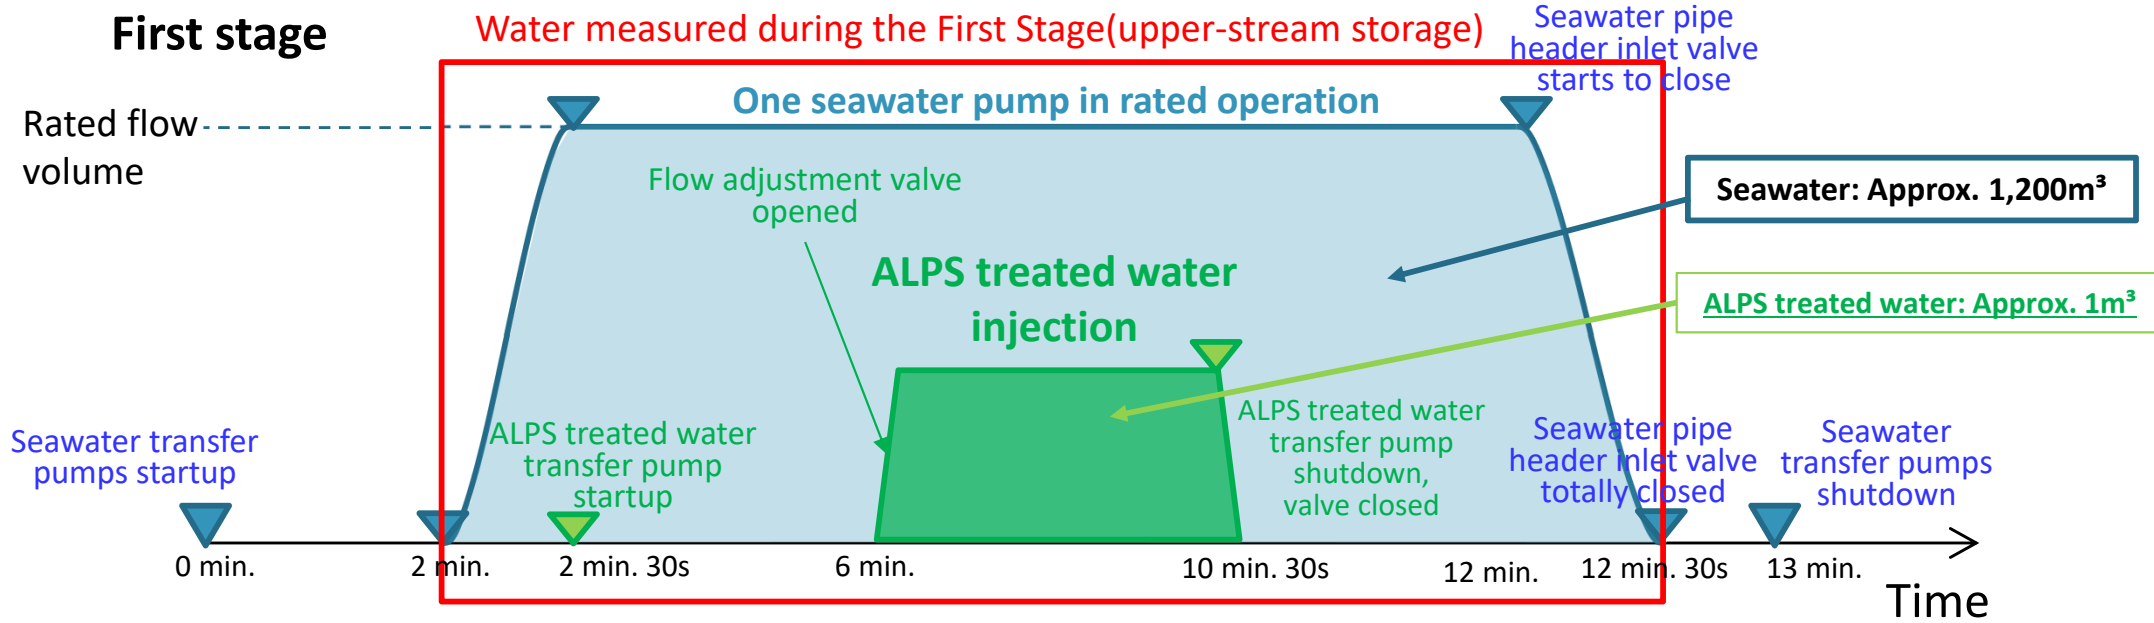 First stage
Water measured during the First Stage(upper-stream storage)
Seawater pipe
header inlet valve
starts to close
One seawater pump in rated operation
Rated flow
volume
Flow adjustment valve
opened
Seawater: Approx. 1,200m³
ALPS treated water
injection
ALPS treated water: Approx. 1m³
Seawater transfer
pumps startup
ALPS treated water
transfer pump
startup
ALPS treated water
transfer pump
shutdown,
valve closed
Seawater pipe
header inlet valve
totally closed
Seawater
transfer pumps
shutdown
0 min.
2 min.
2 min. 30s
6 min.
10 min. 30s
12 min.
12 min. 30s
13 min.
Time